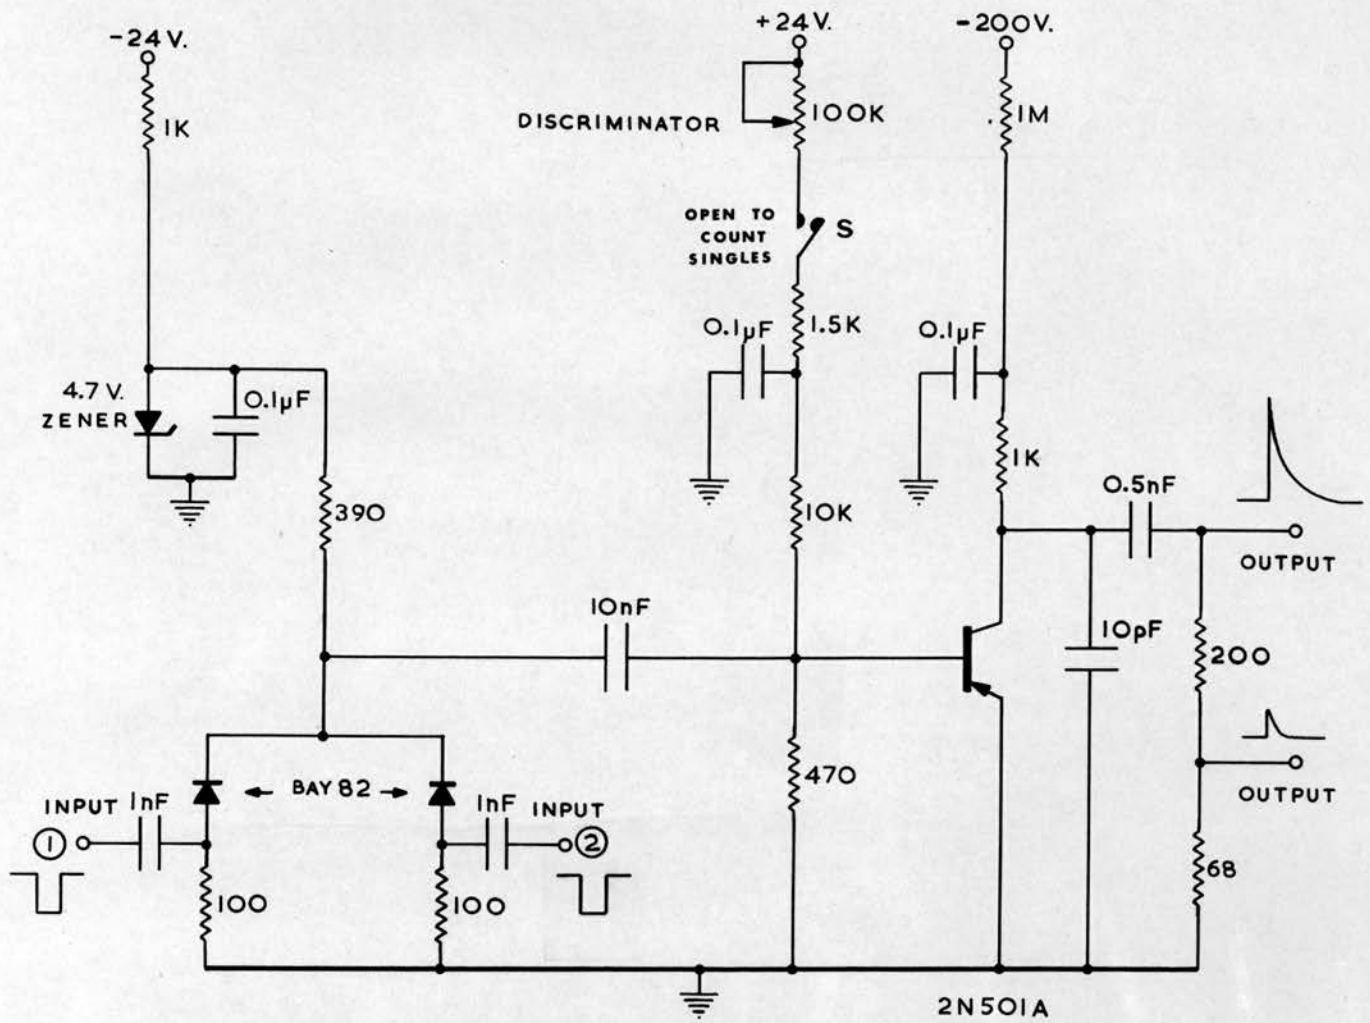 -24V.
+24V.
-200V.
1K
DISCRIMINATOR
100K
1M
OPEN TO
COUNT
SINGLES
S
0.1µF
1.5K
0.1µF
4.7 V.
ZENER
0.1µF
390
10K
1K
0.5nF
OUTPUT
10nF
10pF
200
INPUT
1nF
BAY 82
1nF
INPUT
470
OUTPUT
1
2
100
100
68
2N501A